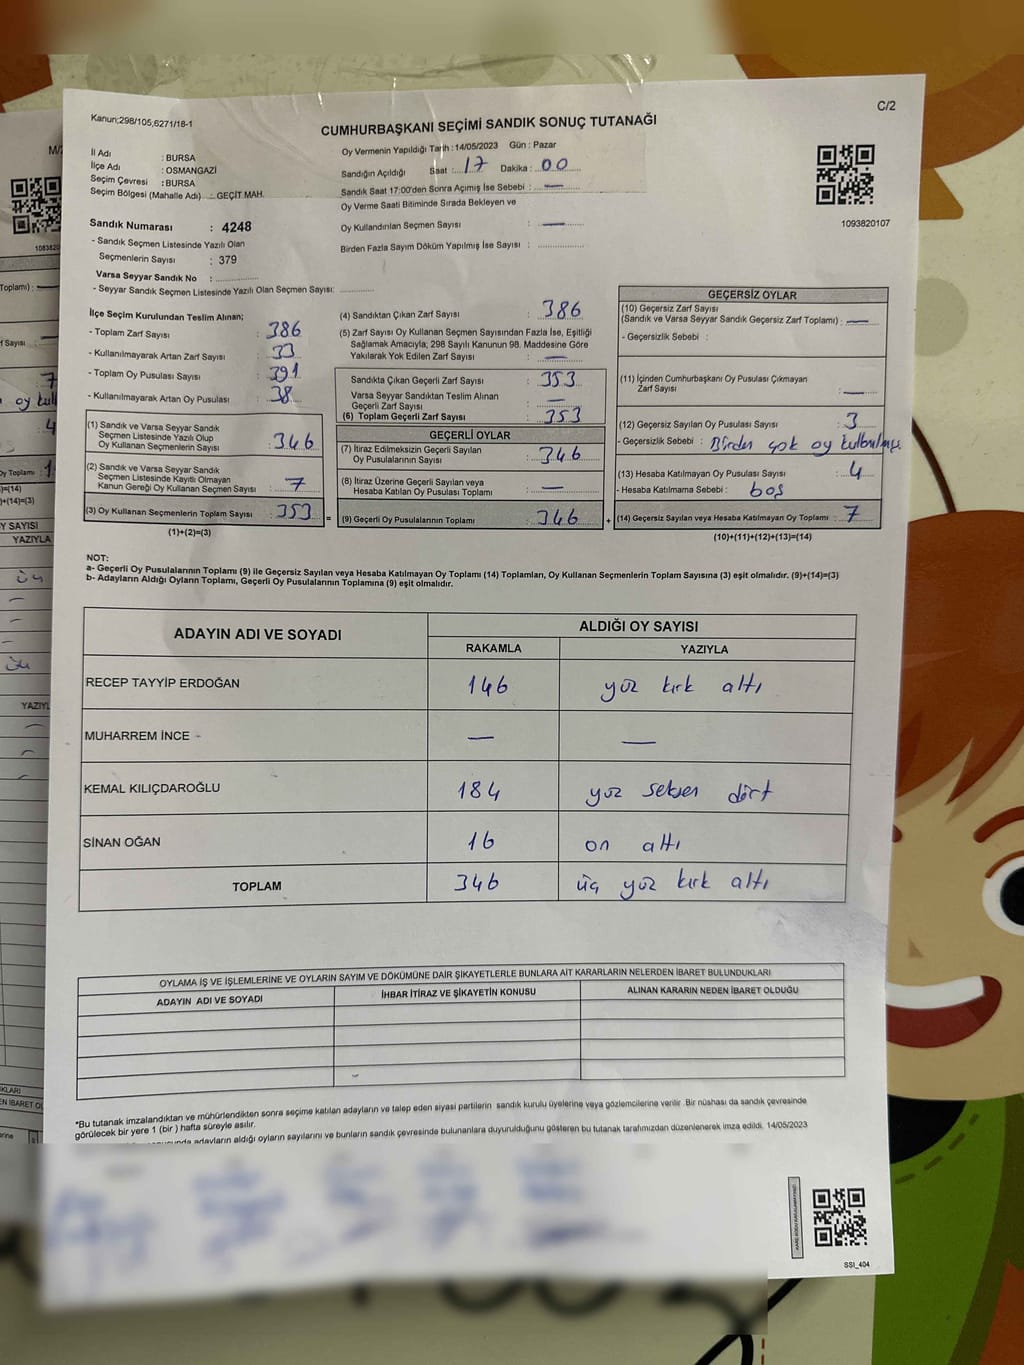 Kanun;298/105,6271/18-1
C/2
CUMHURBAŞKANI SEÇİMİ SANDIK SONUÇ TUTANAĞI
İl Adı : BURSA
İlçe Adı : OSMANGAZİ
Seçim Çevresi : BURSA
Seçim Bölgesi (Mahalle Adı) : GEÇİT MAH.
Oy Vermenin Yapıldığı Tarih : 14/05/2023 Gün : Pazar
Sandığın Açıldığı Saat : 17 Dakika : 00
Sandık Saat 17:00'den Sonra Açımış İse Sebebi : —
Oy Verme Saati Bitiminde Sırada Bekleyen ve
Oy Kullandırılan Seçmen Sayısı : —
Birden Fazla Sayım Döküm Yapılmış İse Sayısı :
1093820107
Sandık Numarası : 4248
- Sandık Seçmen Listesinde Yazılı Olan
Seçmenlerin Sayısı : 379
Varsa Seyyar Sandık No :
- Seyyar Sandık Seçmen Listesinde Yazılı Olan Seçmen Sayısı:
İlçe Seçim Kurulundan Teslim Alınan;
- Toplam Zarf Sayısı : 386
- Kullanılmayarak Artan Zarf Sayısı : 33
- Toplam Oy Pusulası Sayısı : 391
- Kullanılmayarak Artan Oy Pusulası : 38
(1) Sandık ve Varsa Seyyar Sandık
Seçmen Listesinde Yazılı Olup
Oy Kullanan Seçmenlerin Sayısı : 346
(2) Sandık ve Varsa Seyyar Sandık
Seçmen Listesinde Kayıtlı Olmayan
Kanun Gereği Oy Kullanan Seçmen Sayısı : 7
(3) Oy Kullanan Seçmenlerin Toplam Sayısı : 353
(1)+(2)=(3)
(4) Sandıktan Çıkan Zarf Sayısı : 386
(5) Zarf Sayısı Oy Kullanan Seçmen Sayısından Fazla İse, Eşitliği
Sağlamak Amacıyla; 298 Sayılı Kanunun 98. Maddesine Göre
Yakılarak Yok Edilen Zarf Sayısı : —
Sandıkta Çıkan Geçerli Zarf Sayısı : 353
Varsa Seyyar Sandıktan Teslim Alınan
Geçerli Zarf Sayısı : —
(6) Toplam Geçerli Zarf Sayısı : 353
GEÇERLİ OYLAR
(7) İtiraz Edilmeksizin Geçerli Sayılan
Oy Pusulalarının Sayısı : 346
(8) İtiraz Üzerine Geçerli Sayılan veya
Hesaba Katılan Oy Pusulası Toplamı : —
= (9) Geçerli Oy Pusulalarının Toplamı : 346 +
GEÇERSİZ OYLAR
(10) Geçersiz Zarf Sayısı
(Sandık ve Varsa Seyyar Sandık Geçersiz Zarf Toplamı) : —
- Geçersizlik Sebebi :
(11) İçinden Cumhurbaşkanı Oy Pusulası Çıkmayan
Zarf Sayısı : —
(12) Geçersiz Sayılan Oy Pusulası Sayısı : 3
- Geçersizlik Sebebi : Birden çok oy
(13) Hesaba Katılmayan Oy Pusulası Sayısı : 4
- Hesaba Katılmama Sebebi : boş
(14) Geçersiz Sayılan veya Hesaba Katılmayan Oy Toplamı : 7
(10)+(11)+(12)+(13)=(14)
NOT:
a- Geçerli Oy Pusulalarının Toplamı (9) ile Geçersiz Sayılan veya Hesaba Katılmayan Oy Toplamı (14) Toplamları, Oy Kullanan Seçmenlerin Toplam Sayısına (3) eşit olmalıdır. (9)+(14)=(3)
b- Adayların Aldığı Oyların Toplamı, Geçerli Oy Pusulalarının Toplamına (9) eşit olmalıdır.
ADAYIN ADI VE SOYADI
ALDIĞI OY SAYISI
RAKAMLA YAZIYLA
RECEP TAYYİP ERDOĞAN 146 yüz kırk altı
MUHARREM İNCE - — —
KEMAL KILIÇDAROĞLU 184 yüz seksen dört
SİNAN OĞAN 16 on altı
TOPLAM 346 üç yüz kırk altı
OYLAMA İŞ VE İŞLEMLERİNE VE OYLARIN SAYIM VE DÖKÜMÜNE DAİR ŞİKAYETLERLE BUNLARA AİT KARARLARIN NELERDEN İBARET BULUNDUKLARI
ADAYIN ADI VE SOYADI İHBAR İTİRAZ VE ŞİKAYETİN KONUSU ALINAN KARARIN NEDEN İBARET OLDUĞU
*Bu tutanak imzalandıktan ve mühürlendikten sonra seçime katılan adayların ve talep eden siyasi partilerin sandık kurulu üyelerine veya gözlemcilerine verilir. Bir nüshası da sandık çevresinde
görülecek bir yere 1 (bir ) hafta süreyle asılır.
adayların aldığı oyların sayılarını ve bunların sandık çevresinde bulunanlara duyurulduğunu gösteren bu tutanak tarafımızdan düzenlenerek imza edildi. 14/05/2023
SSI_404